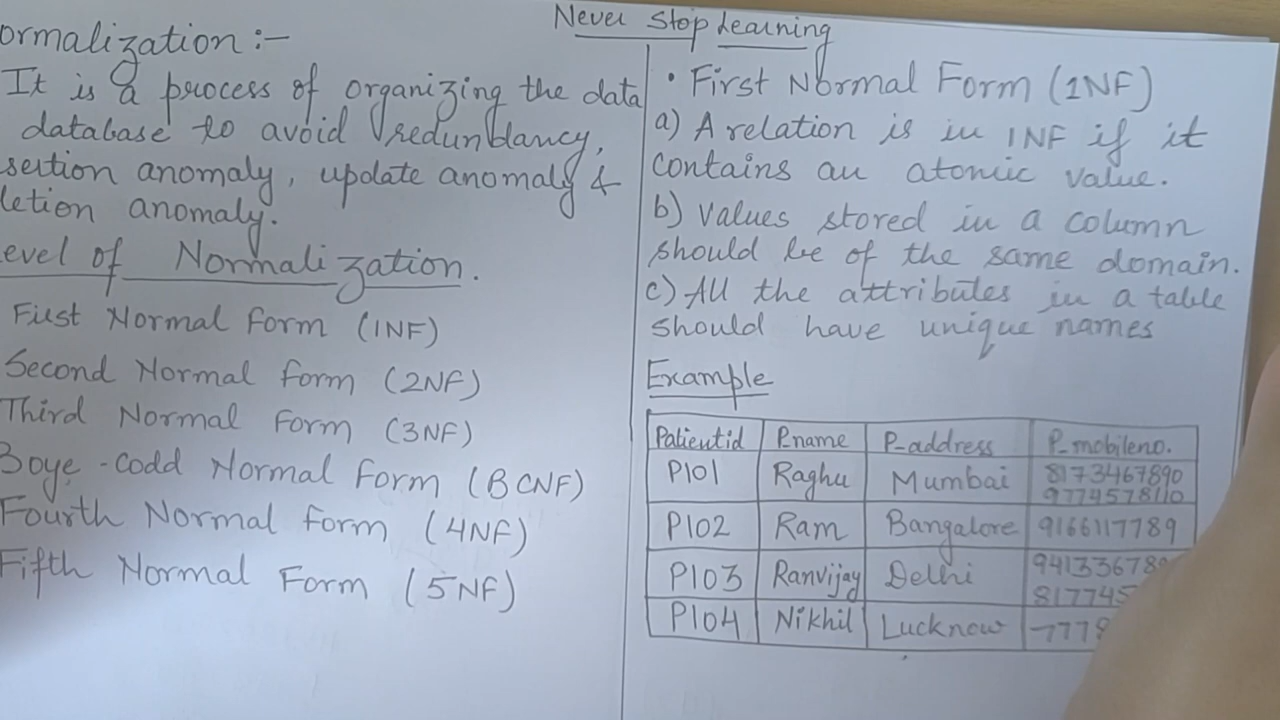 Never Stop Learning
ormalization :-
It is a process of organizing the data
database to avoid redundancy,
sertion anomaly, update anomaly &
letion anomaly.
evel of Normalization.
First Normal Form (1NF)
Second Normal Form (2NF)
Third Normal Form (3NF)
Boye -Codd Normal Form (BCNF)
Fourth Normal Form (4NF)
Fifth Normal Form (5NF)
• First Normal Form (1NF)
a) A relation is in 1NF if it
contains an atomic value.
b) Values stored in a column
should be of the same domain.
c) All the attributes in a table
should have unique names
Example
Patientid P_name P_address P_mobileno.
P101 Raghu Mumbai 8173467890
9774578110
P102 Ram Bangalore 9166117789
P103 Ranvijay Delhi 94133678
817745
P104 Nikhil Lucknow 7778